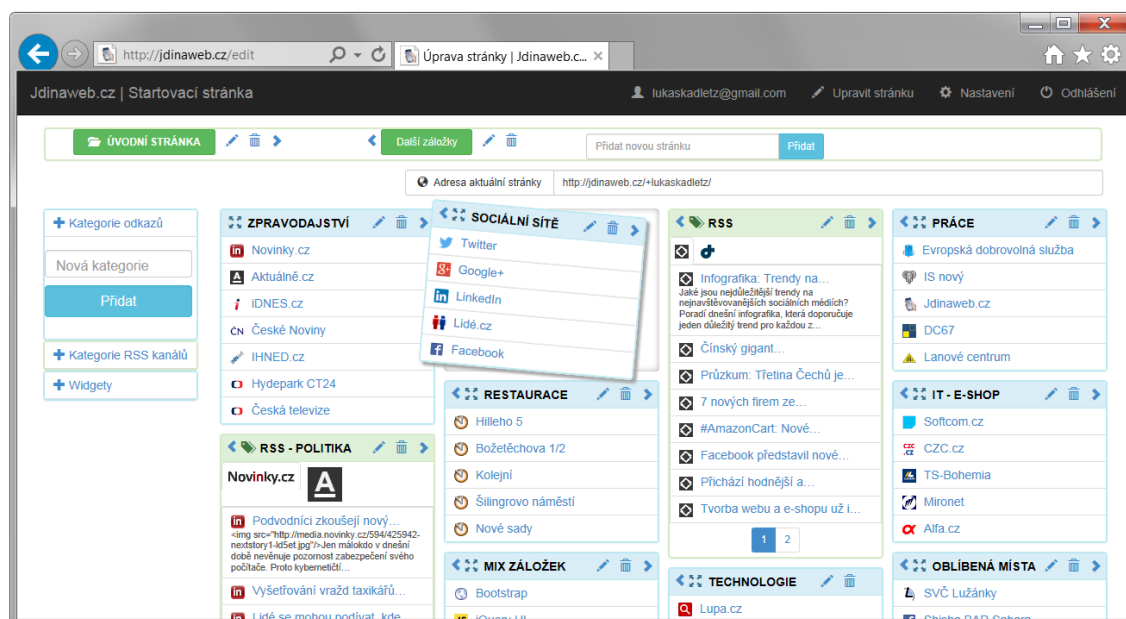 http://jdinaweb.cz/edit
Úprava stránky | Jdinaweb.c...
Jdinaweb.cz | Startovací stránka
lukaskadletz@gmail.com
Upravit stránku
Nastavení
Odhlášení
ÚVODNÍ STRÁNKA
Další záložky
Přidat novou stránku
Přidat
Adresa aktuální stránky
http://jdinaweb.cz/+lukaskadletz/
Kategorie odkazů
Nová kategorie
Přidat
Kategorie RSS kanálů
Widgety
ZPRAVODAJSTVÍ
Novinky.cz
Aktuálně.cz
iDNES.cz
ČN České Noviny
IHNED.cz
Hydepark CT24
Česká televize
RSS - POLITIKA
Novinky.cz
Podvodníci zkoušejí nový...
<img src="http://media.novinky.cz/594/425942-
nextstory1-ld5et.jpg"/>Jen málokdo v dnešní
době nevěnuje pozornost zabezpečení svého
počítače. Proto kybernetičtí...
Vyšetřování vražd taxikářů...
Lidé se mohou podívat, kde
SOCIÁLNÍ SÍTĚ
Twitter
Google+
LinkedIn
Lidé.cz
Facebook
RESTAURACE
Hilleho 5
Božetěchova 1/2
Kolejní
Šilingrovo náměstí
Nové sady
MIX ZÁLOŽEK
Bootstrap
jQuery UI
RSS
Infografika: Trendy na...
Jaké jsou nejdůležitější trendy na
nejnavštěvovanějších sociálních médiích?
Poradí dnešní infografika, která doporučuje
jeden důležitý trend pro každou z...
Čínský gigant...
Průzkum: Třetina Čechů je...
7 nových firem ze...
#AmazonCart: Nové...
Facebook představil nové...
Přichází hodnější a...
Tvorba webu a e-shopu už i...
1 2
TECHNOLOGIE
Lupa.cz
PRÁCE
Evropská dobrovolná služba
IS nový
Jdinaweb.cz
DC67
Lanové centrum
IT - E-SHOP
Softcom.cz
CZC.cz
TS-Bohemia
Mironet
Alfa.cz
OBLÍBENÁ MÍSTA
SVČ Lužánky